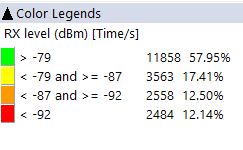 Color Legends
RX level (dBm) [Time/s]
> -79 11858 57.95%
< -79 and >= -87 3563 17.41%
< -87 and >= -92 2558 12.50%
< -92 2484 12.14%